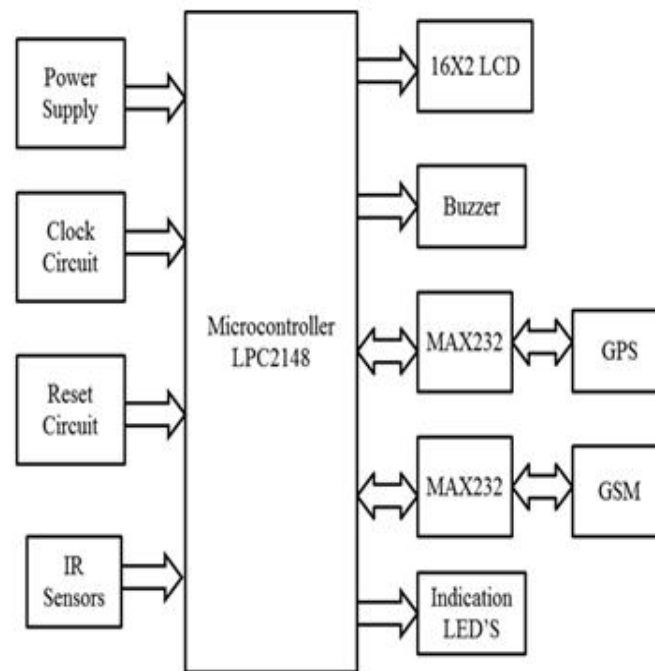 Power
Supply
Clock
Circuit
Reset
Circuit
IR
Sensors
Microcontroller
LPC2148
16X2 LCD
Buzzer
MAX232
GPS
MAX232
GSM
Indication
LED'S